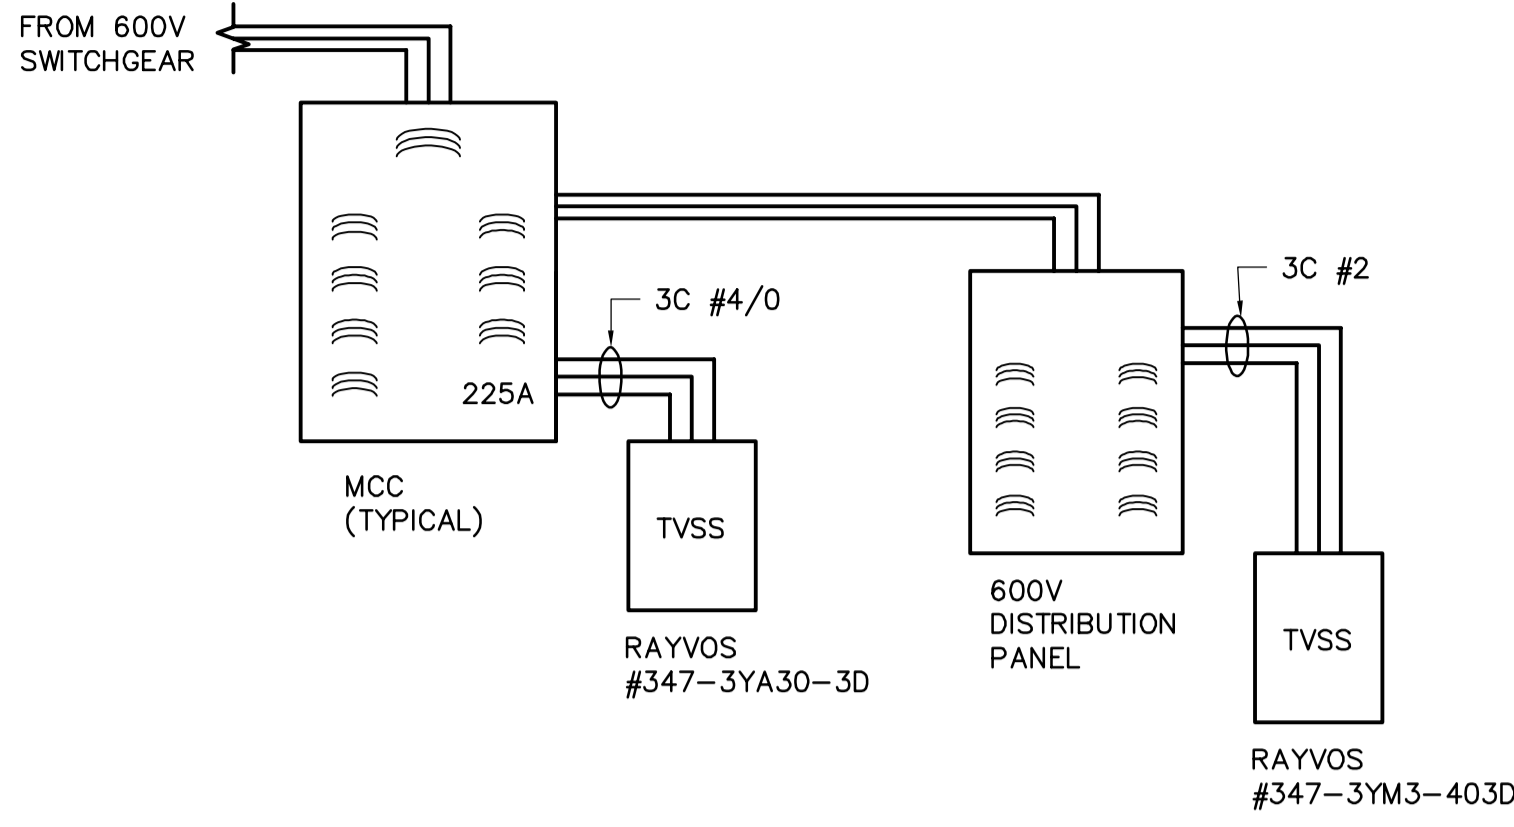 FROM 600V
SWITCHGEAR
3C #4/0
3C #2
225A
MCC
(TYPICAL)
TVSS
RAYVOS
#347-3YA30-3D
600V
DISTRIBUTION
PANEL
TVSS
RAYVOS
#347-3YM3-403D